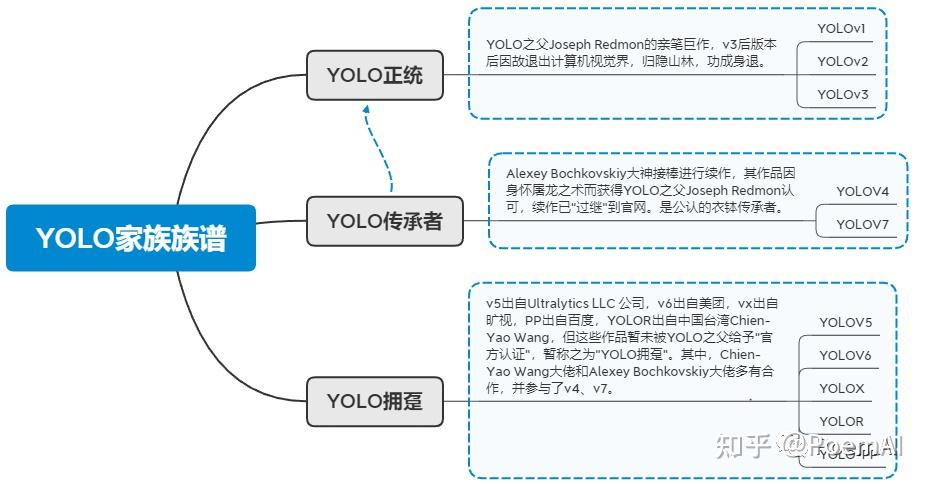 YOLO家族族谱
YOLO正统
YOLO之父Joseph Redmon的亲笔巨作，v3后版本
后因故退出计算机视觉界，归隐山林，功成身退。
YOLOv1
YOLOv2
YOLOv3
YOLO传承者
Alexey Bochkovskiy大神接棒进行续作，其作品因
身怀屠龙之术而获得YOLO之父Joseph Redmon认
可，续作已"过继"到官网。是公认的衣钵传承者。
YOLOV4
YOLOV7
YOLO拥趸
v5出自Ultralytics LLC 公司，v6出自美团，vx出自
旷视，PP出自百度，YOLOR出自中国台湾Chien-
Yao Wang，但这些作品暂未被YOLO之父给予"官
方认证"，暂称之为"YOLO拥趸"。其中，Chien-
Yao Wang大佬和Alexey Bochkovskiy大佬多有合
作，并参与了v4、v7。
YOLOV5
YOLOV6
YOLOX
YOLOR
YOLOPP
知乎 @PoemAI